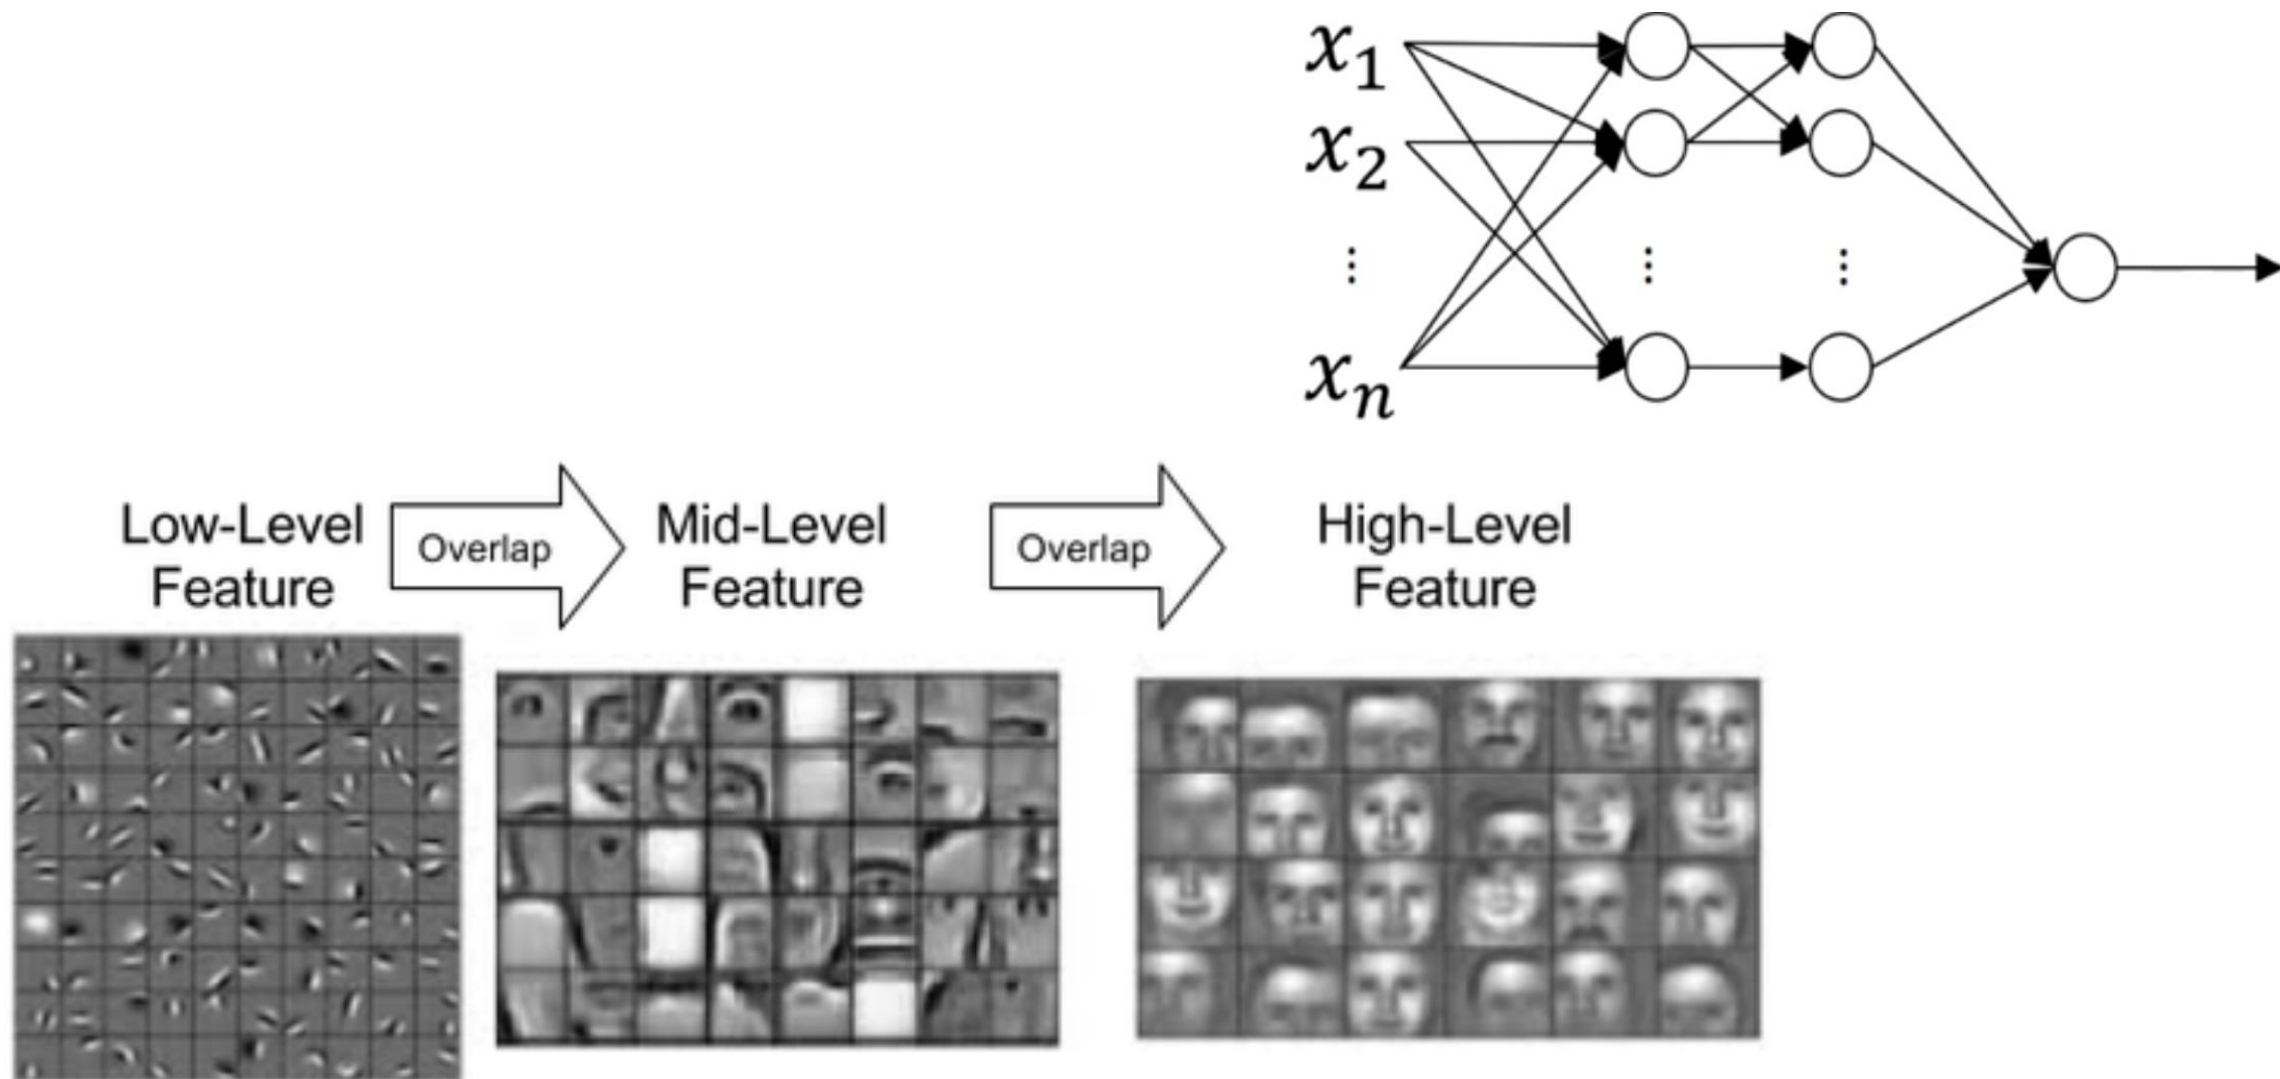 x1
x2
⋮ ⋮ ⋮
xn
Low-Level
Feature
Overlap
Mid-Level
Feature
Overlap
High-Level
Feature